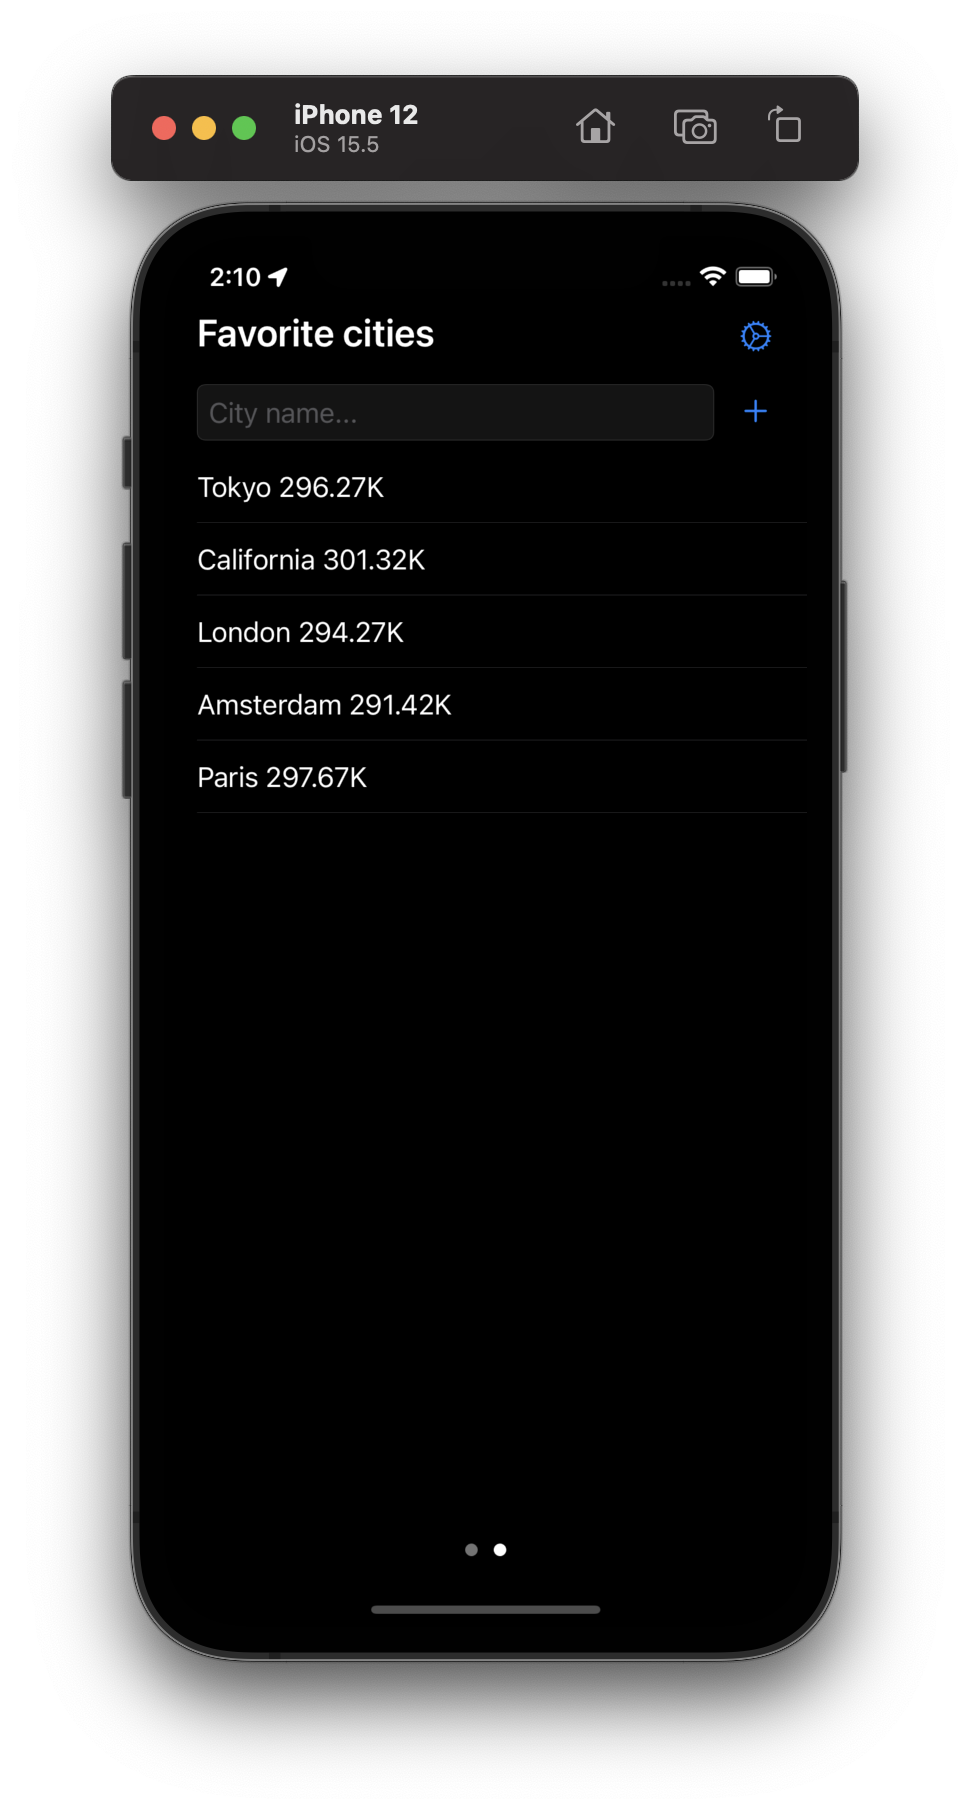 iPhone 12
iOS 15.5
2:10
Favorite cities
City name...
Tokyo 296.27K
California 301.32K
London 294.27K
Amsterdam 291.42K
Paris 297.67K